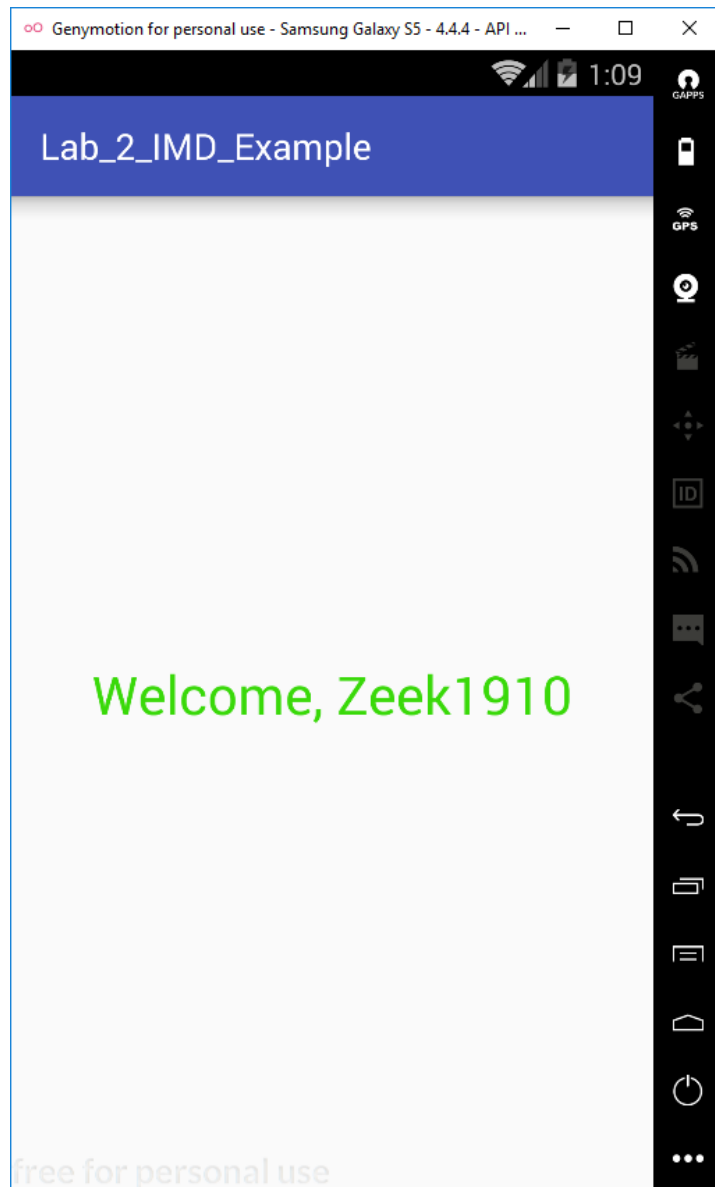 Genymotion for personal use - Samsung Galaxy S5 - 4.4.4 - API ...
1:09
GAPPS
Lab_2_IMD_Example
GPS
ID
Welcome, Zeek1910
free for personal use